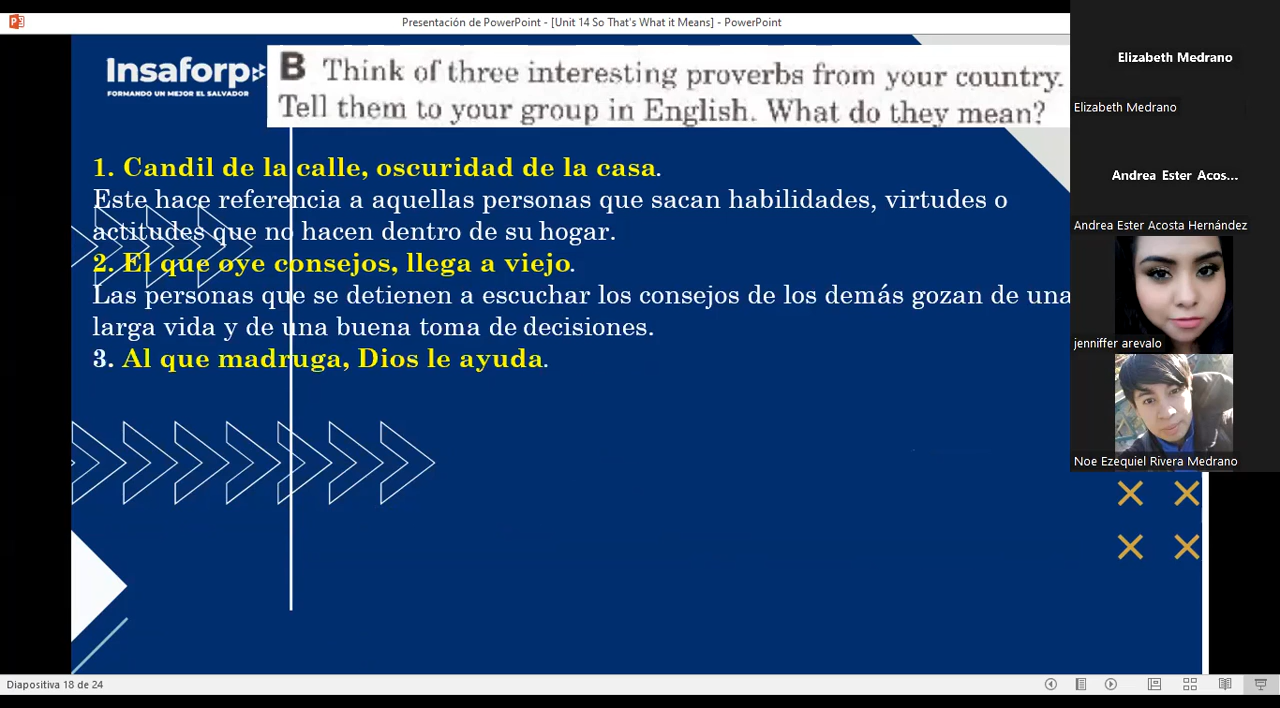 Presentación de PowerPoint - [Unit 14 So That's What it Means] - PowerPoint
Insaforp
FORMANDO UN MEJOR EL SALVADOR
B Think of three interesting proverbs from your country.
Tell them to your group in English. What do they mean?
1. Candil de la calle, oscuridad de la casa.
Este hace referencia a aquellas personas que sacan habilidades, virtudes o
actitudes que no hacen dentro de su hogar.
2. El que oye consejos, llega a viejo.
Las personas que se detienen a escuchar los consejos de los demás gozan de una
larga vida y de una buena toma de decisiones.
3. Al que madruga, Dios le ayuda.
Elizabeth Medrano
Elizabeth Medrano
Andrea Ester Acos...
Andrea Ester Acosta Hernández
jenniffer arevalo
Noe Ezequiel Rivera Medrano
Diapositiva 18 de 24